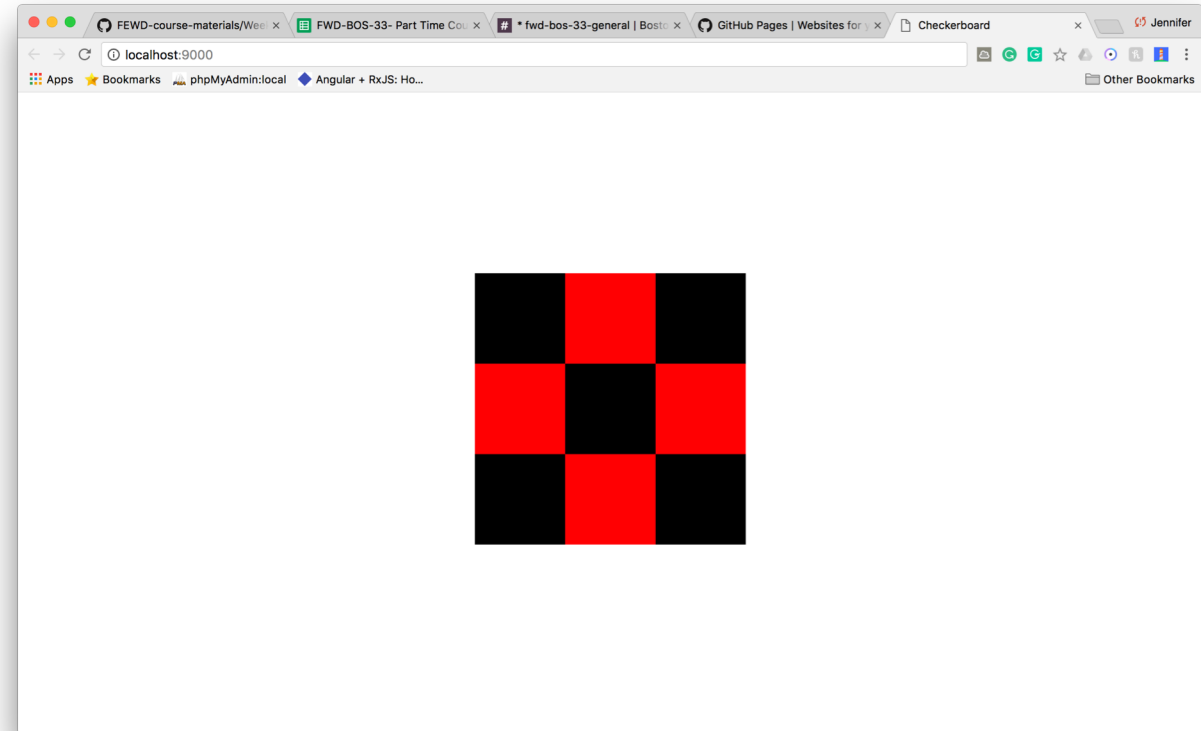 FEWD-course-materials/Wee
FWD-BOS-33- Part Time Cou
# * fwd-bos-33-general | Bosto
GitHub Pages | Websites for y
Checkerboard
Jennifer
localhost:9000
Apps
Bookmarks
phpMyAdmin:local
Angular + RxJS: Ho...
Other Bookmarks